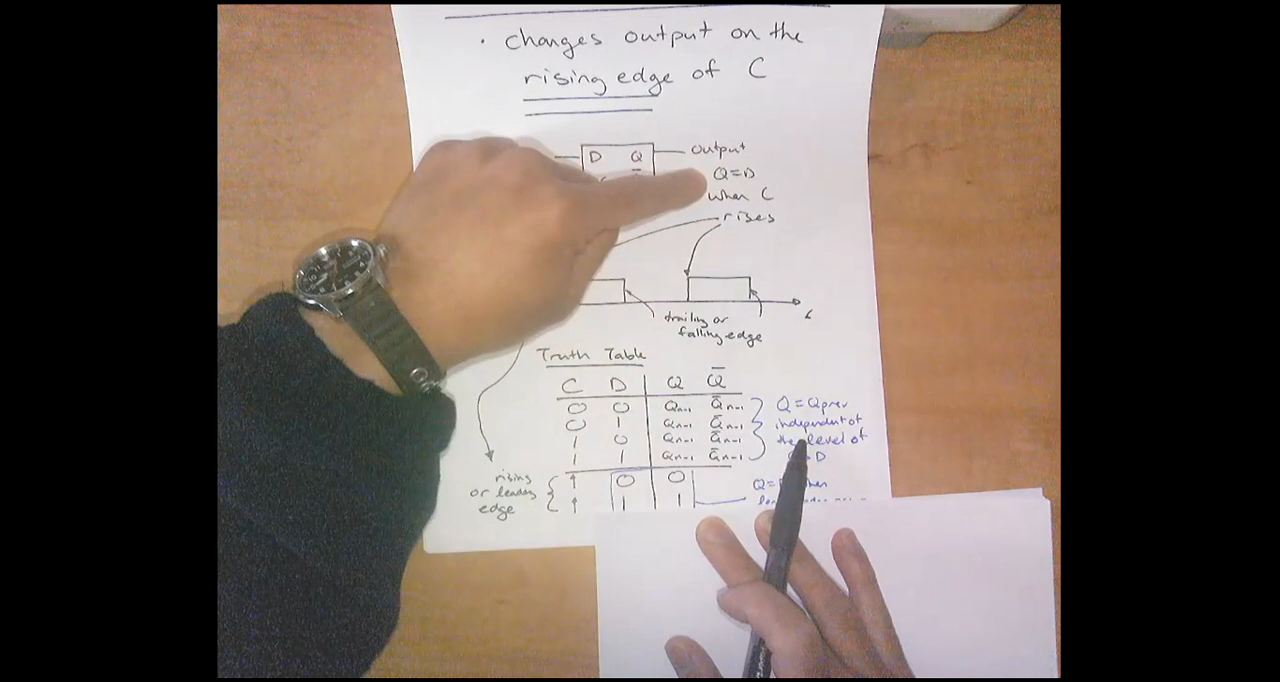 · changes output on the
rising edge of C
D Q output
Q=D
when C
rises
trailing or
falling edge
t
Truth Table
C D Q Q̅
0 0 Qn-1 Q̅n-1
0 1 Qn-1 Q̅n-1
1 0 Qn-1 Q̅n-1
1 1 Qn-1 Q̅n-1
Q = Qprev
independent of
the level of
D
rising
or leading
edge
↑ 0 0
↑ 1 1
Q=